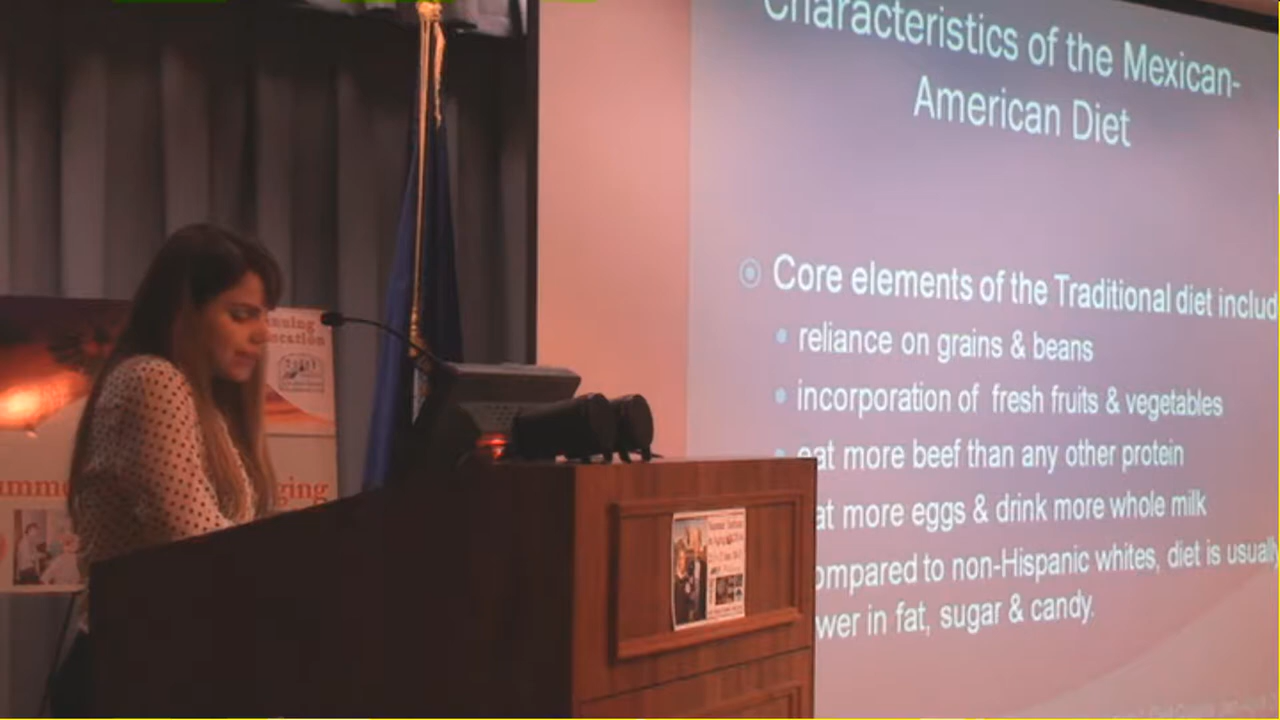 Characteristics of the Mexican-
American Diet
Core elements of the Traditional diet includ
reliance on grains & beans
incorporation of fresh fruits & vegetables
eat more beef than any other protein
at more eggs & drink more whole milk
ompared to non-Hispanic whites, diet is usually
wer in fat, sugar & candy.